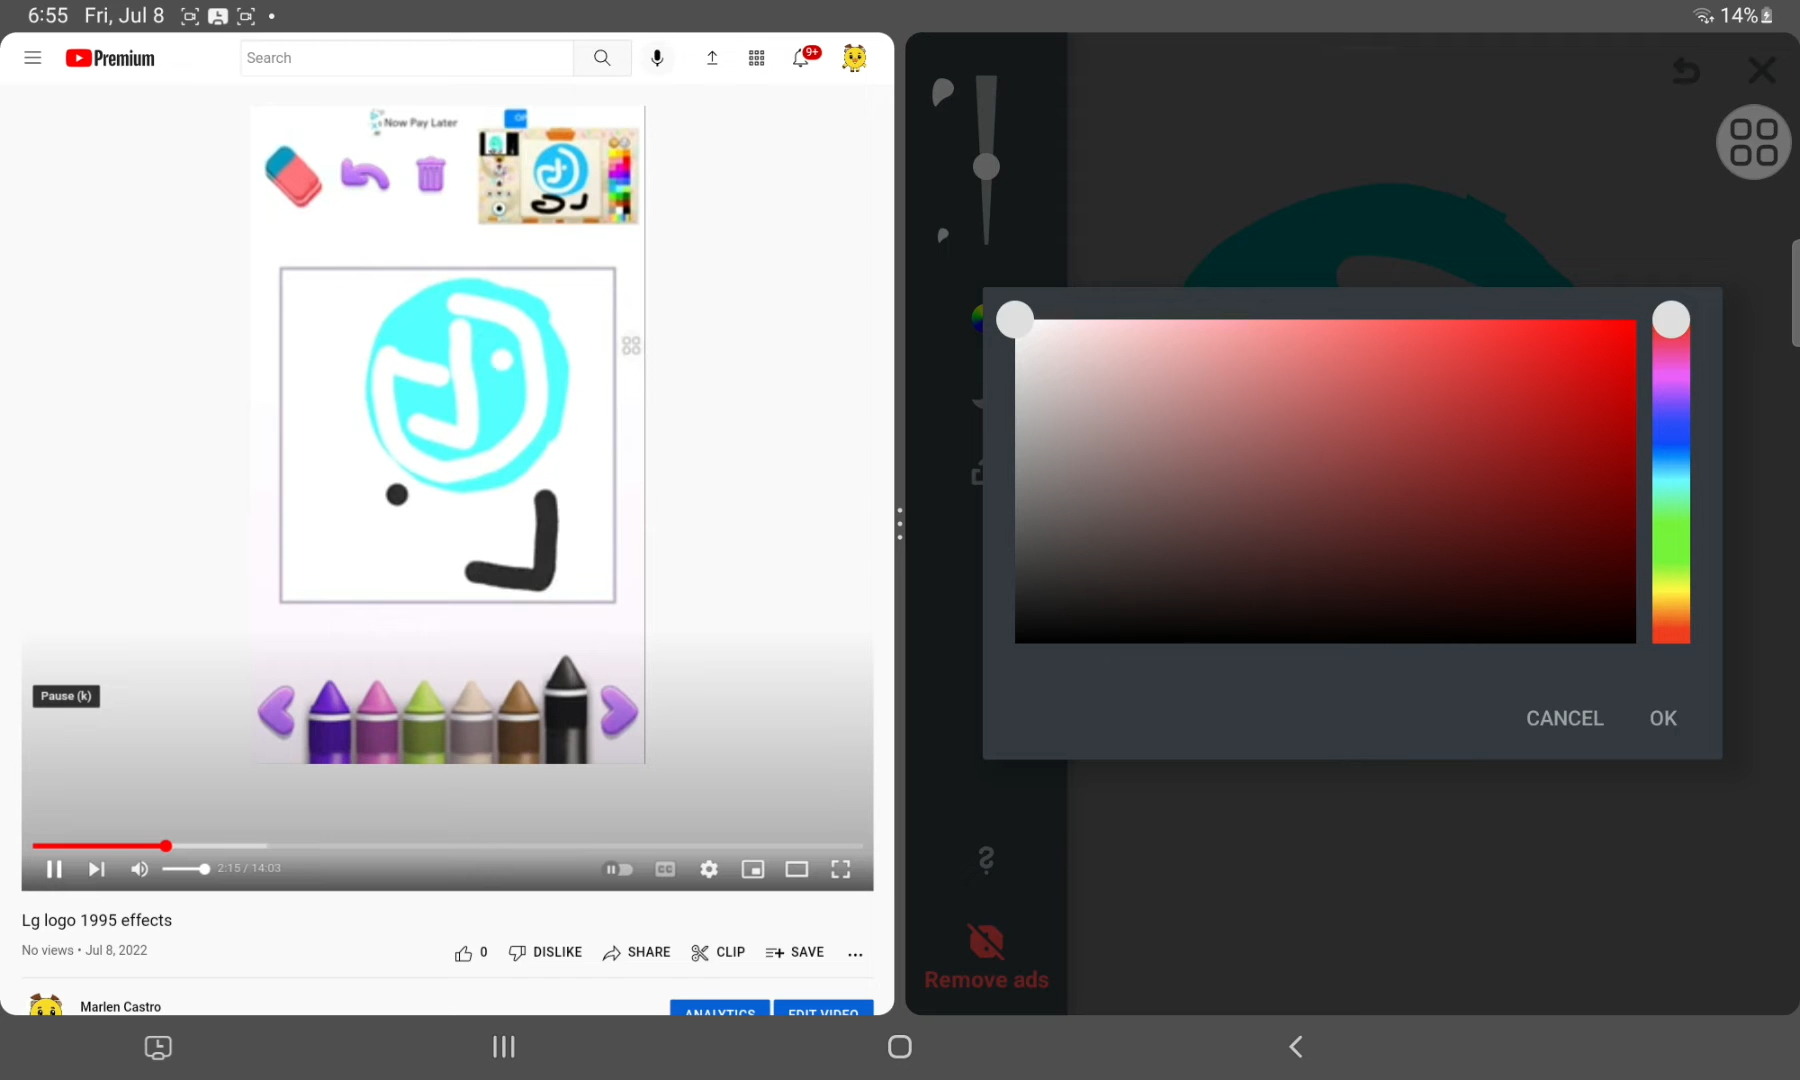 6:55 Fri, Jul 8
14%
Premium
Search
9+
Now Pay Later
Pause (k)
2:15 / 14:03
CC
Lg logo 1995 effects
No views • Jul 8, 2022
0
DISLIKE
SHARE
CLIP
SAVE
Marlen Castro
ANALYTICS
EDIT VIDEO
CANCEL
OK
?
Remove ads